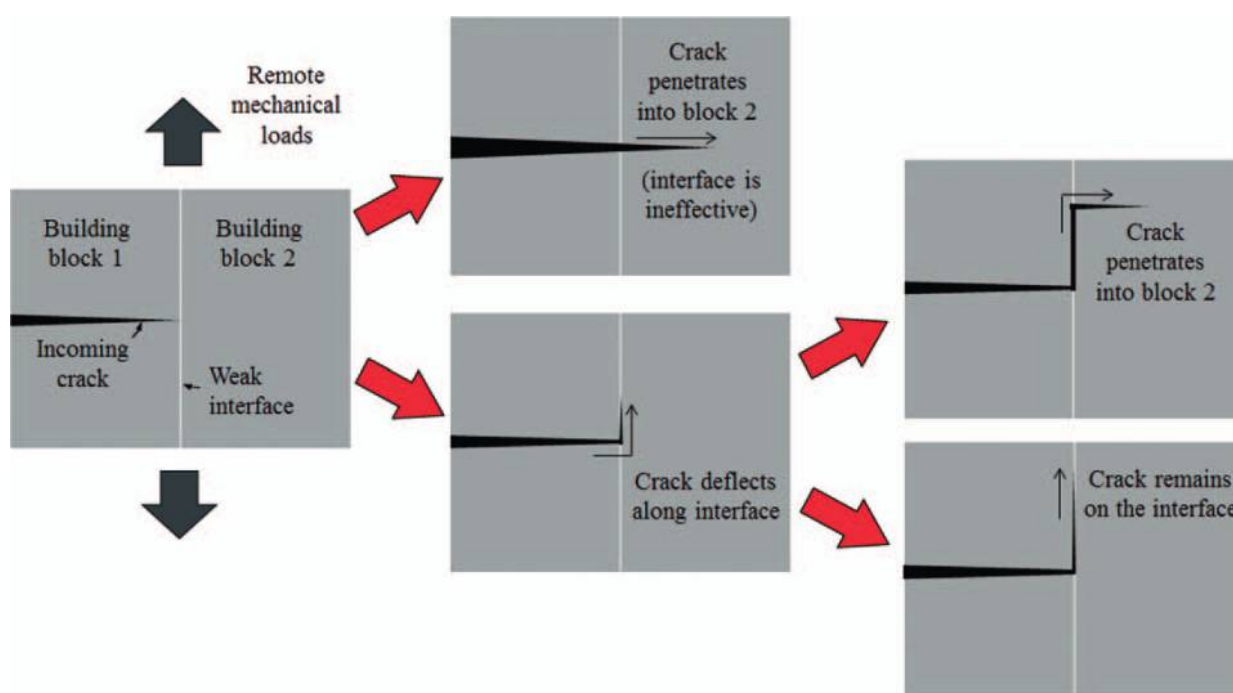 Remote
mechanical
loads
Building
block 1
Building
block 2
Incoming
crack
Weak
interface
Crack
penetrates
into block 2
(interface is
ineffective)
Crack deflects
along interface
Crack
penetrates
into block 2
Crack remains
on the interface